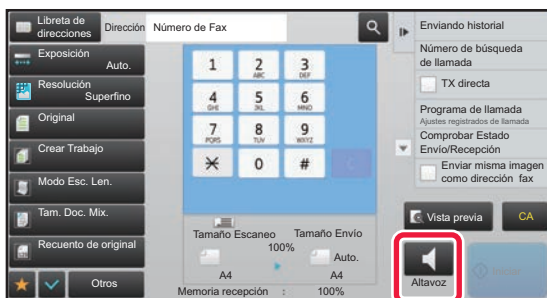 Libreta de
direcciones
Dirección
Número de Fax
Exposición
Auto.
Resolución
Superfino
Original
Crear Trabajo
Modo Esc. Len.
Tam. Doc. Mix.
Recuento de original
Otros
1
2
ABC
3
DEF
4
GHI
5
JKL
6
MNO
7
PQRS
8
TUV
9
WXYZ
0
#
C
Tamaño Escaneo
Tamaño Envío
100%
Auto.
A4
A4
Memoria recepción : 100%
Enviando historial
Número de búsqueda
de llamada
TX directa
Programa de llamada
Ajustes registrados de llamada
Comprobar Estado
Envío/Recepción
Enviar misma imagen
como dirección fax
Vista previa
CA
Altavoz